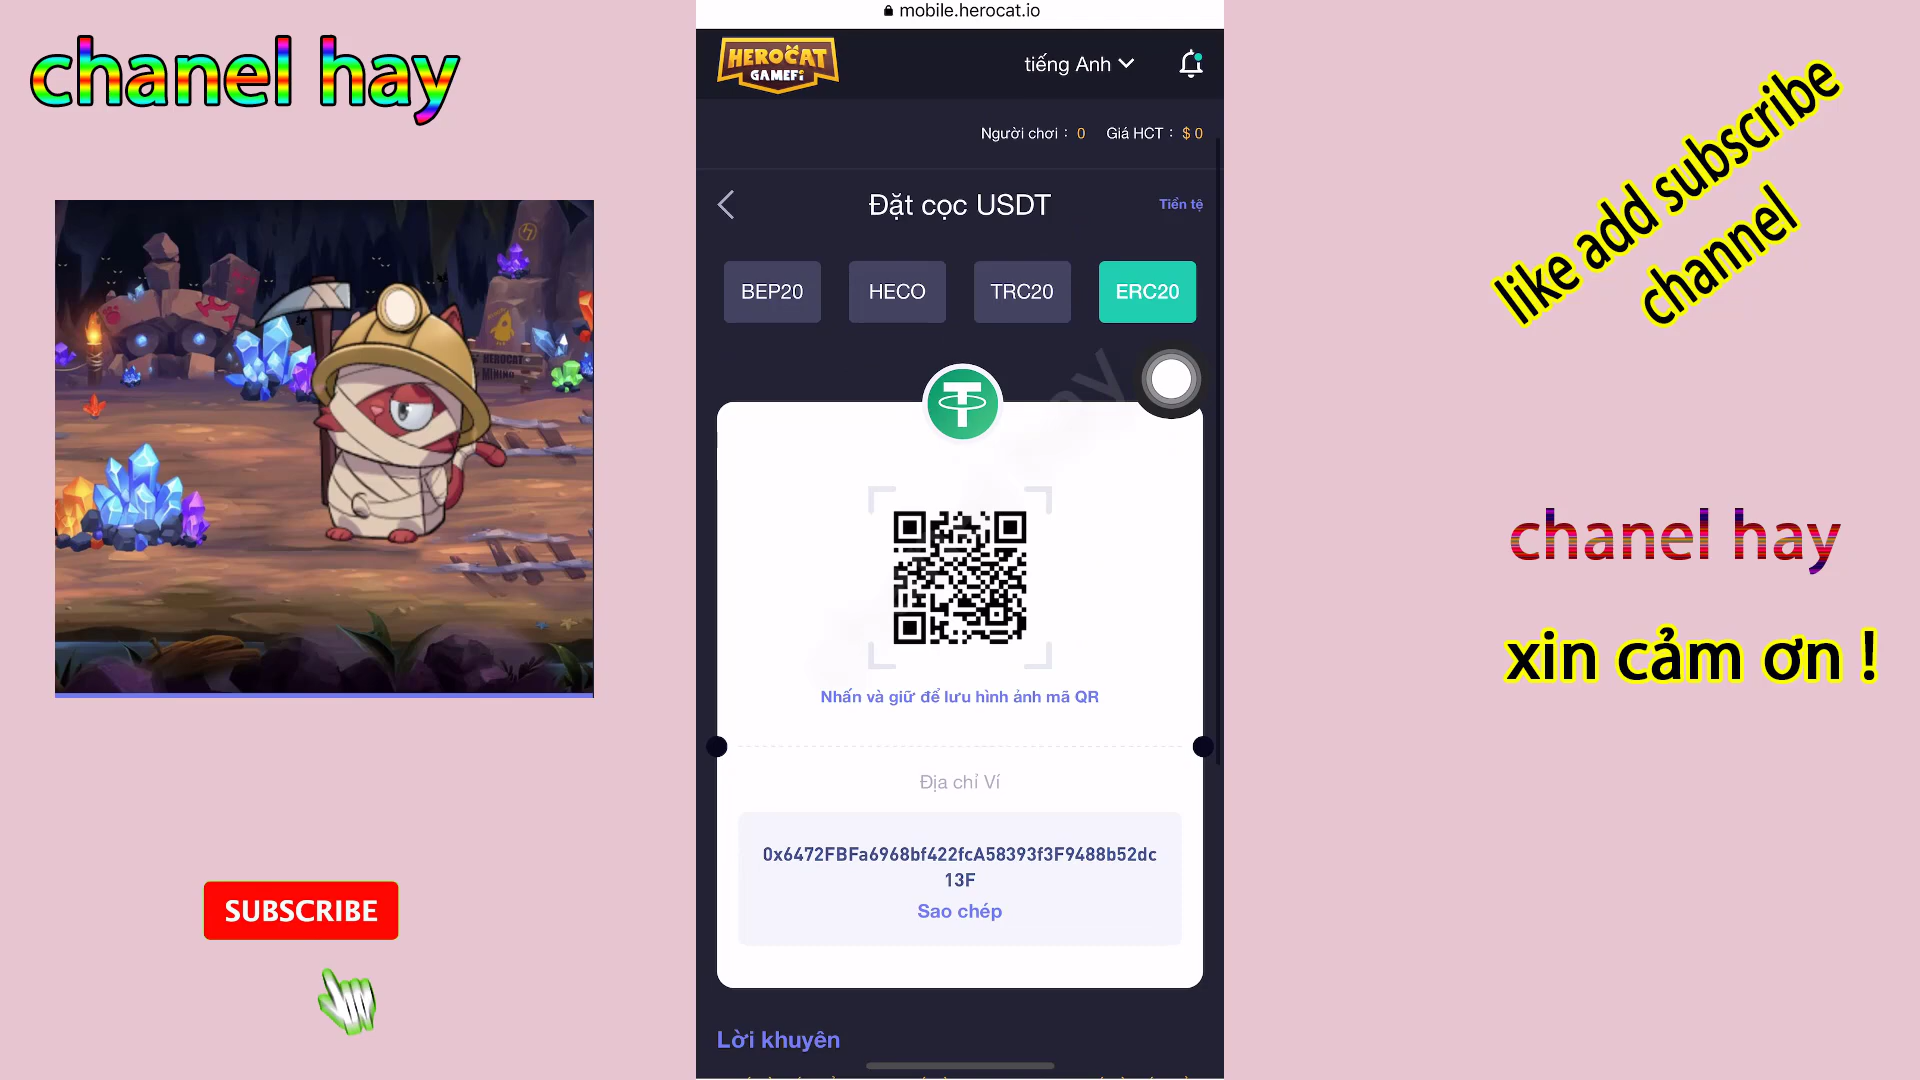 chanel hay
HEROCAT
MINING
SUBSCRIBE
mobile.herocat.io
HEROCAT
GAMEFi
tiếng Anh
Người chơi : 0 Giá HCT : $ 0
Đặt cọc USDT
Tiền tệ
BEP20 HECO TRC20 ERC20
Nhấn và giữ để lưu hình ảnh mã QR
Địa chỉ Ví
0x6472FBFa6968bf422fcA58393f3F9488b52dc
13F
Sao chép
Lời khuyên
like add subscribe
channel
chanel hay
xin cảm ơn !